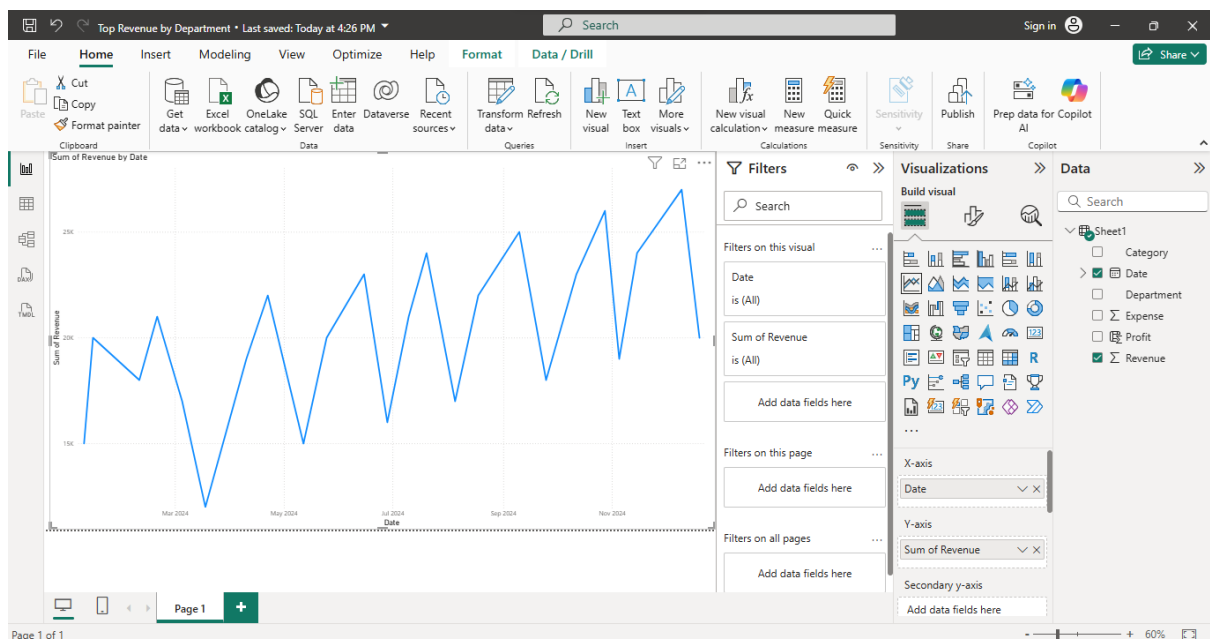 Top Revenue by Department • Last saved: Today at 4:26 PM
Search
Sign in
File Home Insert Modeling View Optimize Help Format Data / Drill
Share
Paste
Cut
Copy
Format painter
Clipboard
Get data
Excel workbook
OneLake catalog
SQL Server
Enter data
Dataverse
Recent sources
Data
Transform data
Refresh
Queries
New visual
Text box
More visuals
Insert
New visual calculation
New measure
Quick measure
Calculations
Sensitivity
Sensitivity
Publish
Share
Prep data for AI
Copilot
Copilot
DAX
TMDL
Sum of Revenue by Date
25K
20K
15K
Sum of Revenue
Mar 2024 May 2024 Jul 2024 Sep 2024 Nov 2024
Date
Filters
Search
Filters on this visual
Date
is (All)
Sum of Revenue
is (All)
Add data fields here
Filters on this page
Add data fields here
Filters on all pages
Add data fields here
Visualizations
Build visual
123
R
Py
123
X-axis
Date
Y-axis
Sum of Revenue
Secondary y-axis
Add data fields here
Data
Search
Sheet1
Category
Date
Department
Σ Expense
Profit
Σ Revenue
Page 1
+
Page 1 of 1
- + 60%